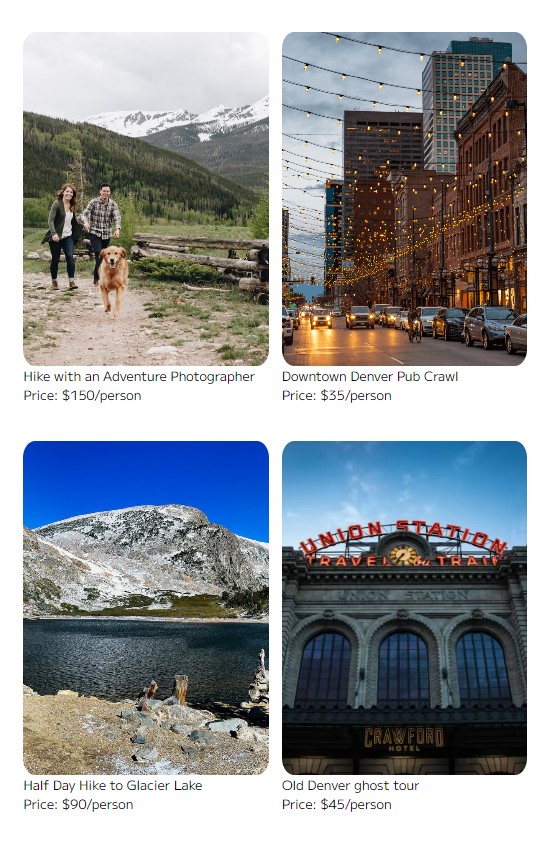 Hike with an Adventure Photographer
Price: $150/person
Downtown Denver Pub Crawl
Price: $35/person
UNION STATION
TRAVEL by TRAIN
UNION STATION
CRAWFORD
HOTEL
Half Day Hike to Glacier Lake
Price: $90/person
Old Denver ghost tour
Price: $45/person